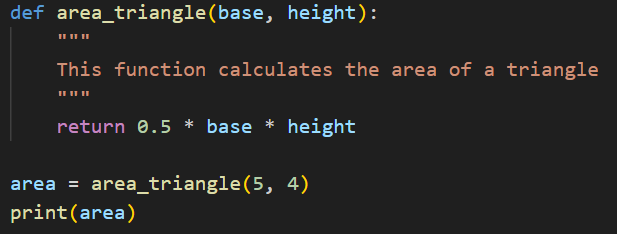 def area_triangle(base, height):
    """
    This function calculates the area of a triangle
    """
    return 0.5 * base * height
area = area_triangle(5, 4)
print(area)